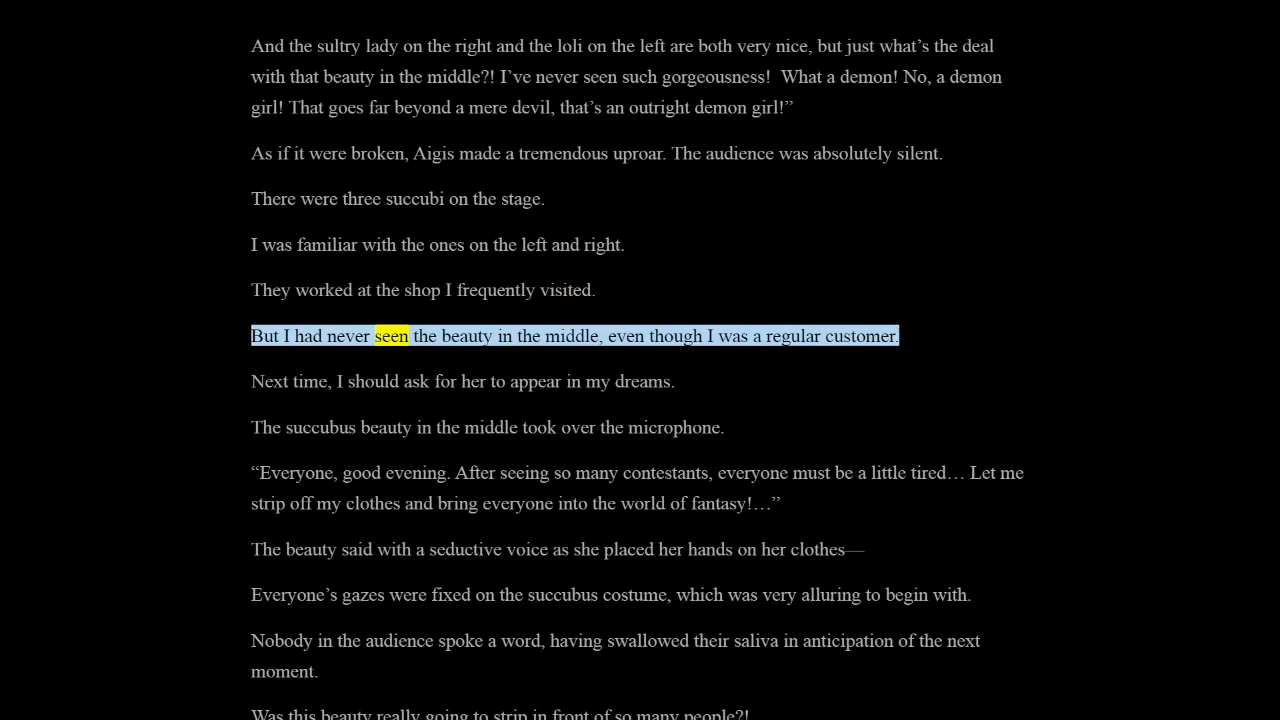 And the sultry lady on the right and the loli on the left are both very nice, but just what’s the deal
with that beauty in the middle?! I’ve never seen such gorgeousness!  What a demon! No, a demon
girl! That goes far beyond a mere devil, that’s an outright demon girl!”
As if it were broken, Aigis made a tremendous uproar. The audience was absolutely silent.
There were three succubi on the stage.
I was familiar with the ones on the left and right.
They worked at the shop I frequently visited.
But I had never seen the beauty in the middle, even though I was a regular customer.
Next time, I should ask for her to appear in my dreams.
The succubus beauty in the middle took over the microphone.
“Everyone, good evening. After seeing so many contestants, everyone must be a little tired… Let me
strip off my clothes and bring everyone into the world of fantasy!…”
The beauty said with a seductive voice as she placed her hands on her clothes—
Everyone’s gazes were fixed on the succubus costume, which was very alluring to begin with.
Nobody in the audience spoke a word, having swallowed their saliva in anticipation of the next
moment.
Was this beauty really going to strip in front of so many people?!